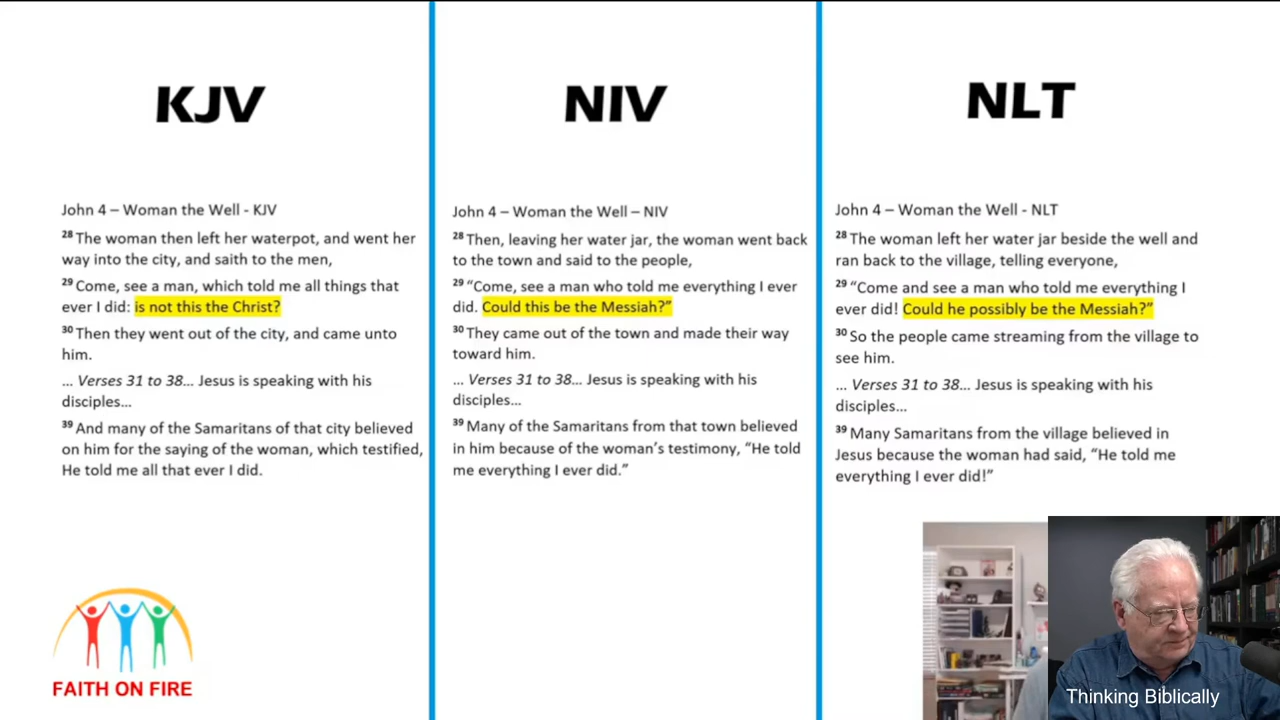 KJV
John 4 – Woman the Well - KJV
28 The woman then left her waterpot, and went her
way into the city, and saith to the men,
29 Come, see a man, which told me all things that
ever I did: is not this the Christ?
30 Then they went out of the city, and came unto
him.
... Verses 31 to 38... Jesus is speaking with his
disciples...
39 And many of the Samaritans of that city believed
on him for the saying of the woman, which testified,
He told me all that ever I did.
NIV
John 4 – Woman the Well – NIV
28 Then, leaving her water jar, the woman went back
to the town and said to the people,
29 “Come, see a man who told me everything I ever
did. Could this be the Messiah?”
30 They came out of the town and made their way
toward him.
... Verses 31 to 38... Jesus is speaking with his
disciples...
39 Many of the Samaritans from that town believed
in him because of the woman’s testimony, “He told
me everything I ever did.”
NLT
John 4 – Woman the Well - NLT
28 The woman left her water jar beside the well and
ran back to the village, telling everyone,
29 “Come and see a man who told me everything I
ever did! Could he possibly be the Messiah?”
30 So the people came streaming from the village to
see him.
... Verses 31 to 38... Jesus is speaking with his
disciples...
39 Many Samaritans from the village believed in
Jesus because the woman had said, “He told me
everything I ever did!”
FAITH ON FIRE
Thinking Biblically